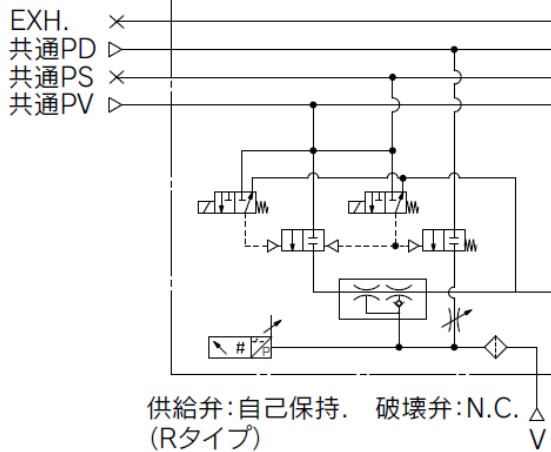 EXH.
共通PD
共通PS
共通PV
# P
供給弁:自己保持. 破壊弁:N.C.
(Rタイプ) V